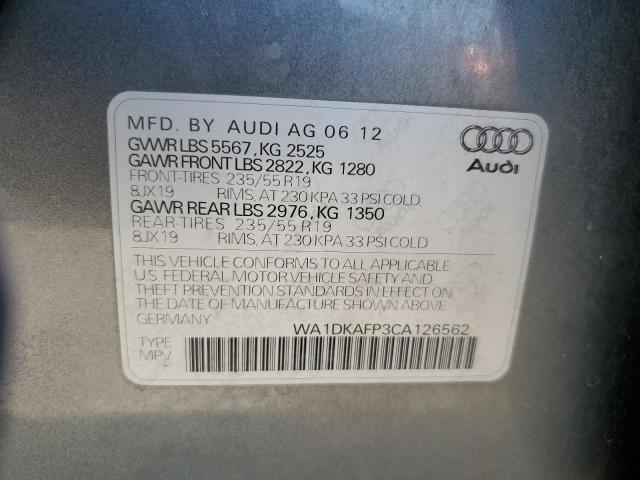 MFD. BY AUDI AG 06 12
GVWR LBS 5567, KG 2525
GAWR FRONT LBS 2822, KG 1280
FRONT-TIRES 235/55 R19
8JX19 RIMS, AT 230 KPA 33 PSI COLD
GAWR REAR LBS 2976, KG 1350
REAR-TIRES 235/55 R19
8JX19 RIMS, AT 230 KPA 33 PSI COLD
Audi
THIS VEHICLE CONFORMS TO ALL APPLICABLE
U S FEDERAL MOTOR VEHICLE SAFETY AND
THEFT PREVENTION STANDARDS IN EFFECT ON
THE DATE OF MANUFACTURE SHOWN ABOVE.
GERMANY
WA1DKAFP3CA126562
TYPE
MPV